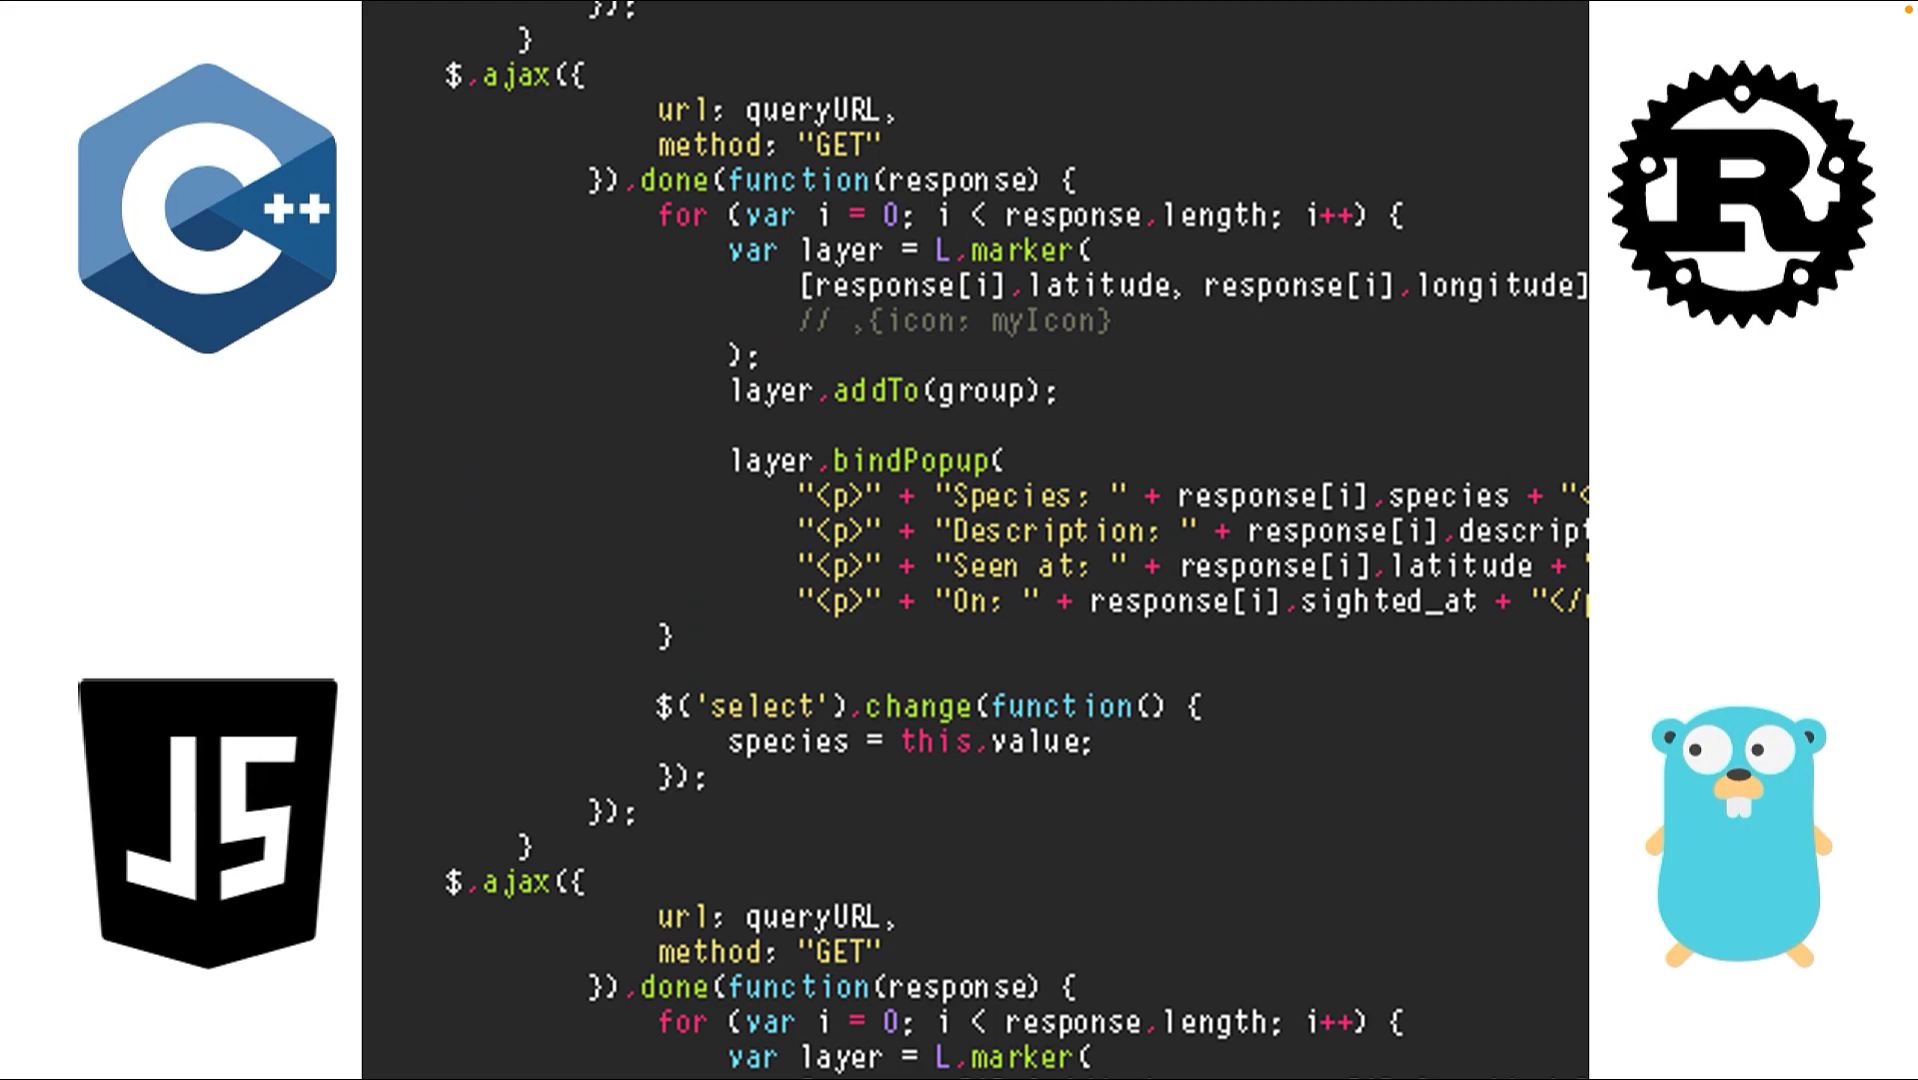 });
}
$.ajax({
url: queryURL,
method: "GET"
}).done(function(response) {
for (var i = 0; i < response.length; i++) {
var layer = L.marker(
[response[i].latitude, response[i].longitude]
// ,{icon: myIcon}
);
layer.addTo(group);
layer.bindPopup(
"<p>" + "Species: " + response[i].species + "<
"<p>" + "Description: " + response[i].descript
"<p>" + "Seen at: " + response[i].latitude + "
"<p>" + "On: " + response[i].sighted_at + "</p
}
$('select').change(function() {
species = this.value;
});
});
}
$.ajax({
url: queryURL,
method: "GET"
}).done(function(response) {
for (var i = 0; i < response.length; i++) {
var layer = L.marker(
C++
JS
R